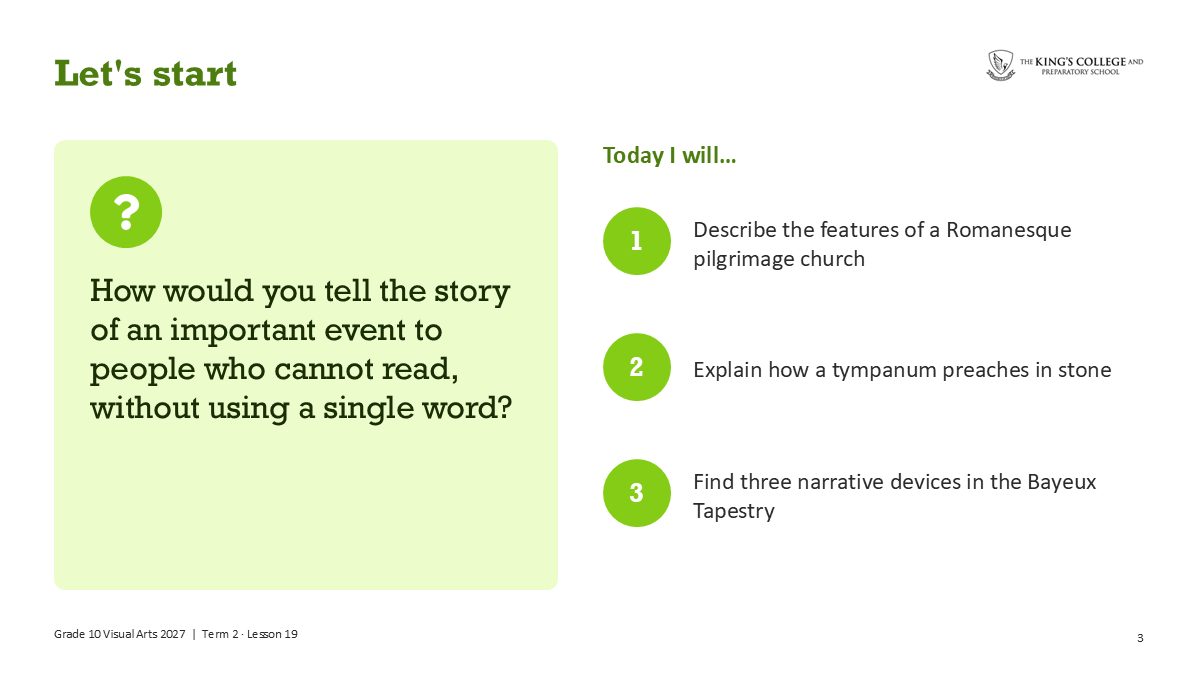 Let's start
THE KING'S COLLEGE AND
PREPARATORY SCHOOL
?
How would you tell the story
of an important event to
people who cannot read,
without using a single word?
Today I will...
1
Describe the features of a Romanesque
pilgrimage church
2
Explain how a tympanum preaches in stone
3
Find three narrative devices in the Bayeux
Tapestry
Grade 10 Visual Arts 2027 | Term 2 · Lesson 19
3